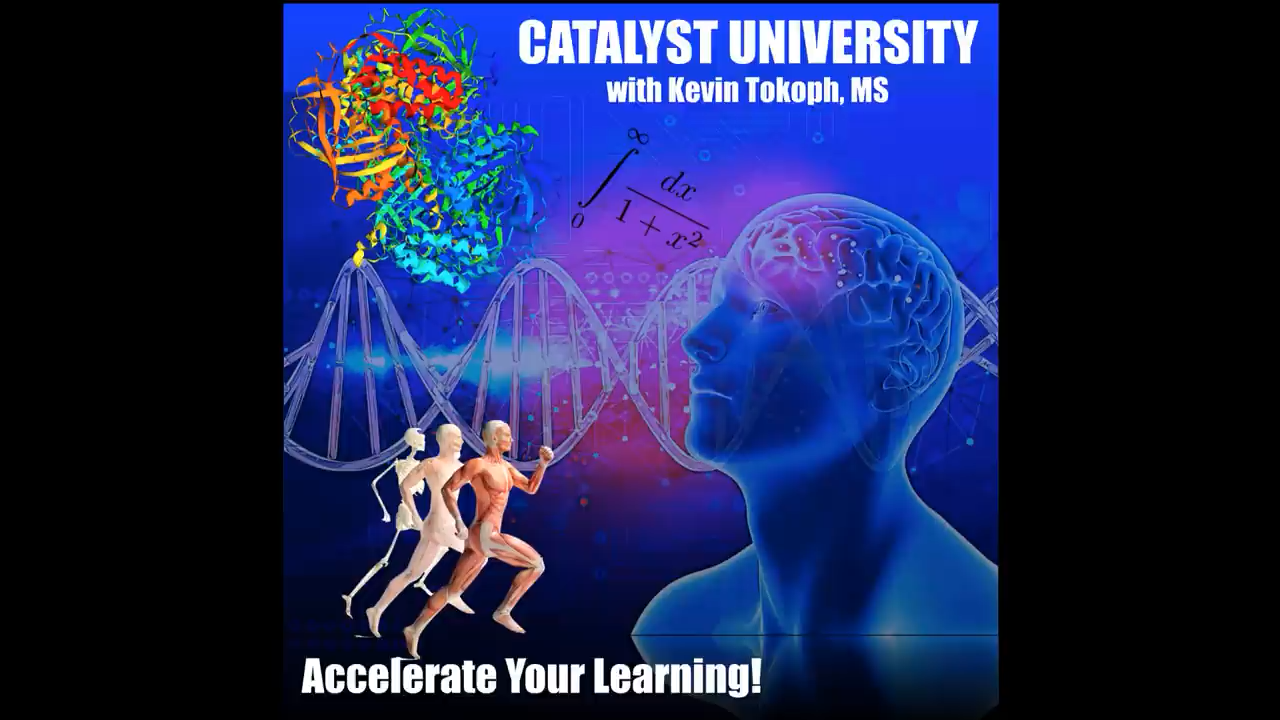 CATALYST UNIVERSITY
with Kevin Tokoph, MS
∫₀^∞ dx / (1 + x²)
Accelerate Your Learning!